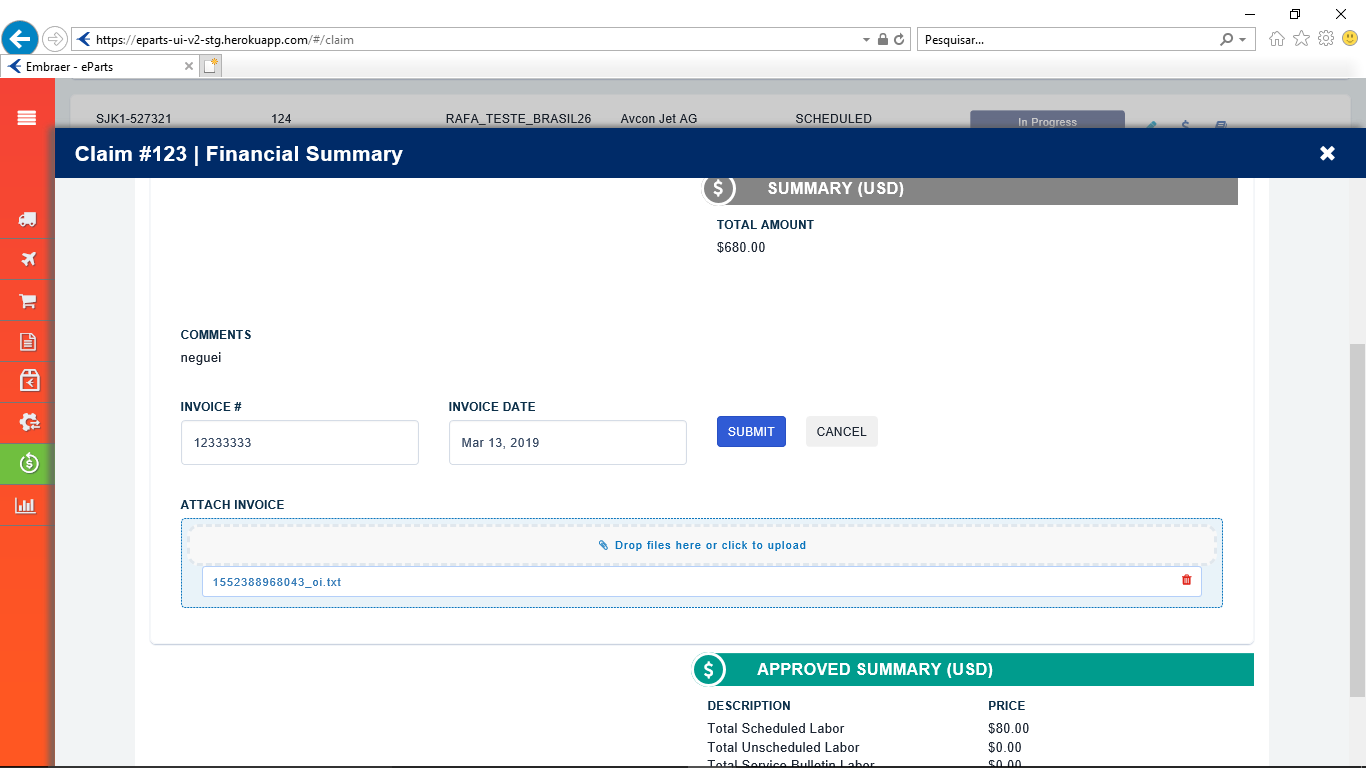 https://eparts-ui-v2-stg.herokuapp.com/#/claim
Pesquisar...
Embraer - eParts
SJK1-527321 124 RAFA_TESTE_BRASIL26 Avcon Jet AG SCHEDULED In Progress
Claim #123 | Financial Summary
SUMMARY (USD)
TOTAL AMOUNT
$680.00
COMMENTS
neguei
INVOICE # INVOICE DATE
12333333 Mar 13, 2019 SUBMIT CANCEL
ATTACH INVOICE
Drop files here or click to upload
1552388968043_oi.txt
APPROVED SUMMARY (USD)
DESCRIPTION PRICE
Total Scheduled Labor $80.00
Total Unscheduled Labor $0.00
Total Service Bulletin Labor $0.00